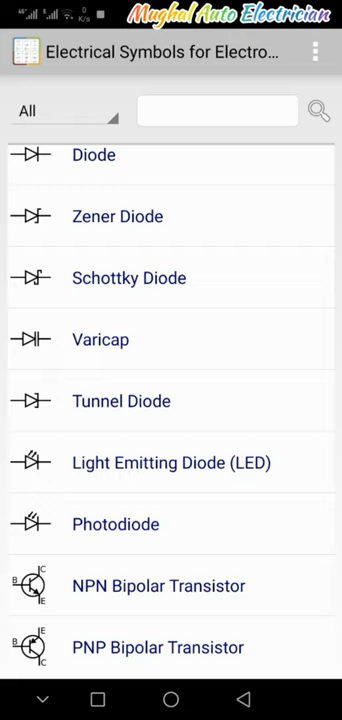 Mughal Auto Electrician
0
K/s
Electrical Symbols for Electro...
All
Diode
Zener Diode
Schottky Diode
Varicap
Tunnel Diode
Light Emitting Diode (LED)
Photodiode
C
B
E
NPN Bipolar Transistor
E
B
C
PNP Bipolar Transistor